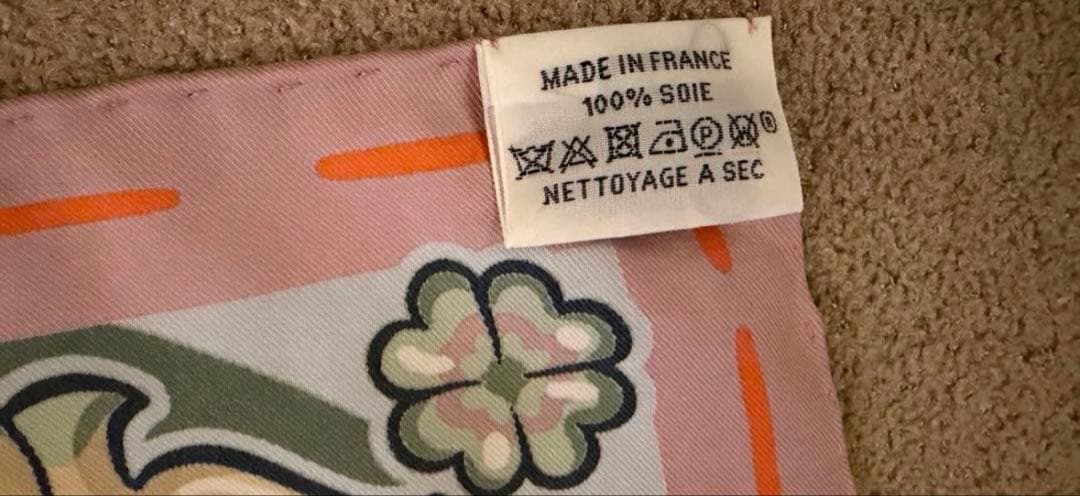 MADE IN FRANCE
100% SOIE
P W ®
NETTOYAGE A SEC